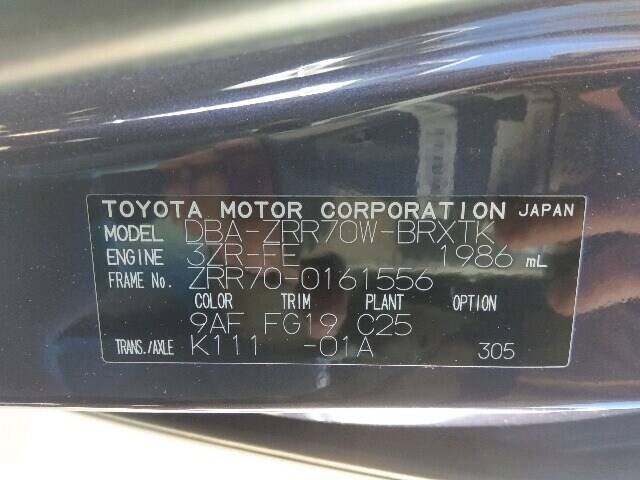 TOYOTA MOTOR CORPORATION JAPAN
MODEL DBA-ZRR70W-BRXTK
ENGINE 3ZR-FE 1986 mL
FRAME No. ZRR70-0161556
COLOR TRIM PLANT OPTION
9AF FG19 C25
TRANS./AXLE K111 -01A 305